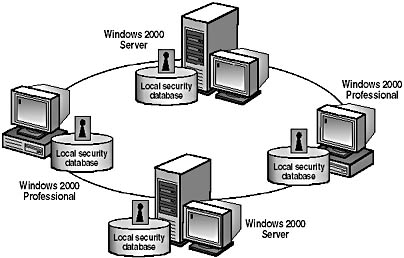 Windows 2000
Server
Local security
database
Windows 2000
Professional
Local security
database
Local security
database
Windows 2000
Professional
Local security
database
Windows 2000
Server